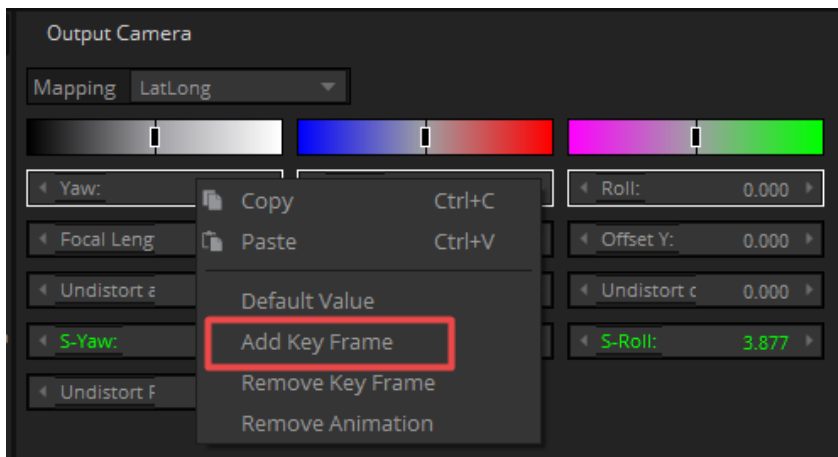 Output Camera
Mapping LatLong
Yaw: Roll: 0.000
Copy Ctrl+C
Focal Leng Paste Ctrl+V Offset Y: 0.000
Undistort Default Value Undistort 0.000
S-Yaw: Add Key Frame S-Roll: 3.877
Undistort Remove Key Frame
Remove Animation